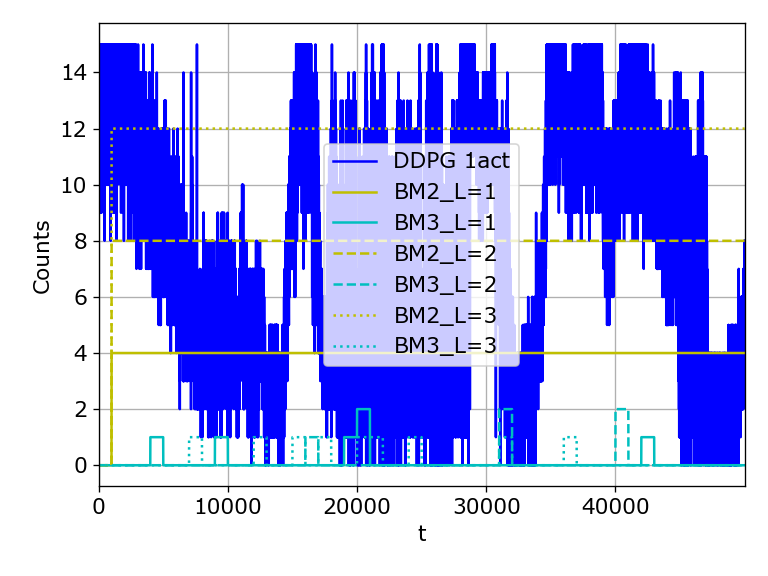 14
12
10
8
6
4
2
0
Counts
DDPG 1act
BM2_L=1
BM3_L=1
BM2_L=2
BM3_L=2
BM2_L=3
BM3_L=3
0 10000 20000 30000 40000
t